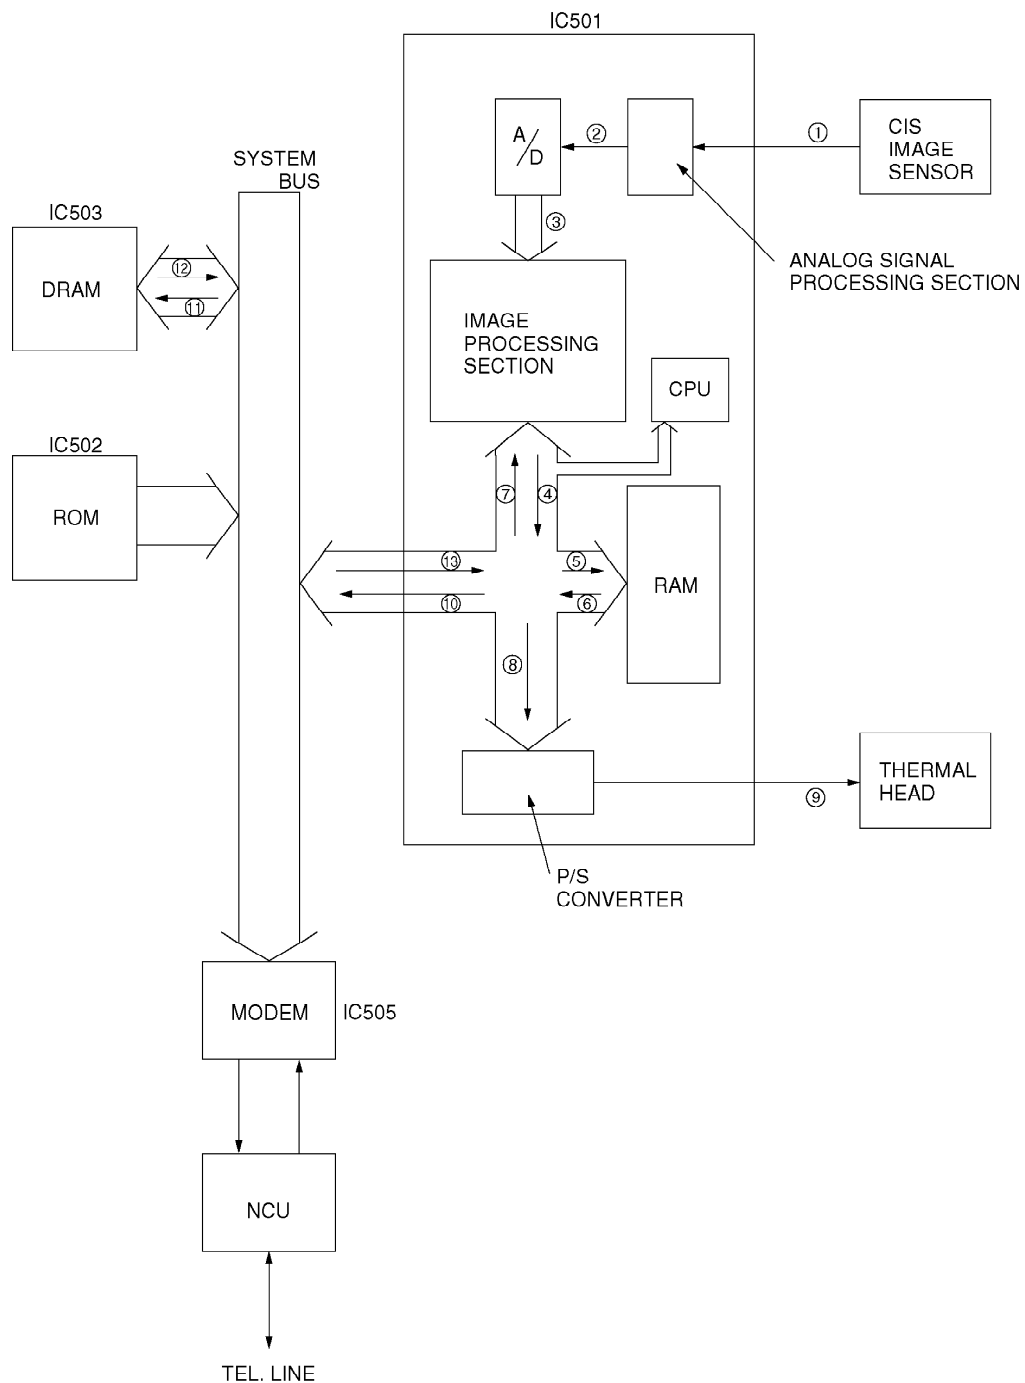 IC501
A/D
②
①
CIS
IMAGE
SENSOR
SYSTEM
BUS
IC503
③
DRAM
⑫
⑪
ANALOG SIGNAL
PROCESSING SECTION
IMAGE
PROCESSING
SECTION
CPU
IC502
ROM
⑦
④
⑬
⑤
RAM
⑩
⑥
⑧
THERMAL
HEAD
⑨
P/S
CONVERTER
MODEM
IC505
NCU
TEL. LINE